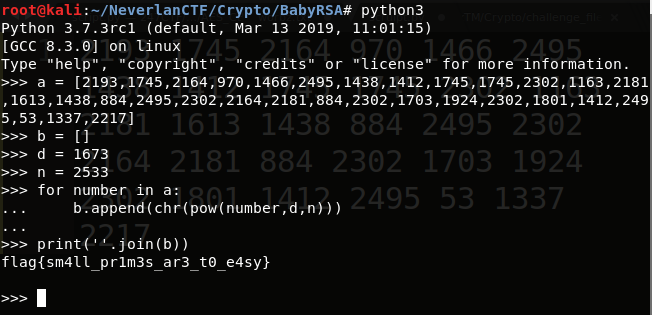 root@kali:~/NeverlanCTF/Crypto/BabyRSA# python3
Python 3.7.3rc1 (default, Mar 13 2019, 11:01:15)
[GCC 8.3.0] on linux
Type "help", "copyright", "credits" or "license" for more information.
>>> a = [2193,1745,2164,970,1466,2495,1438,1412,1745,1745,2302,1163,2181
,1613,1438,884,2495,2302,2164,2181,884,2302,1703,1924,2302,1801,1412,249
5,53,1337,2217]
>>> b = []
>>> d = 1673
>>> n = 2533
>>> for number in a:
...     b.append(chr(pow(number,d,n)))
...
>>> print(''.join(b))
flag{sm4ll_pr1m3s_ar3_t0_e4sy}

>>>